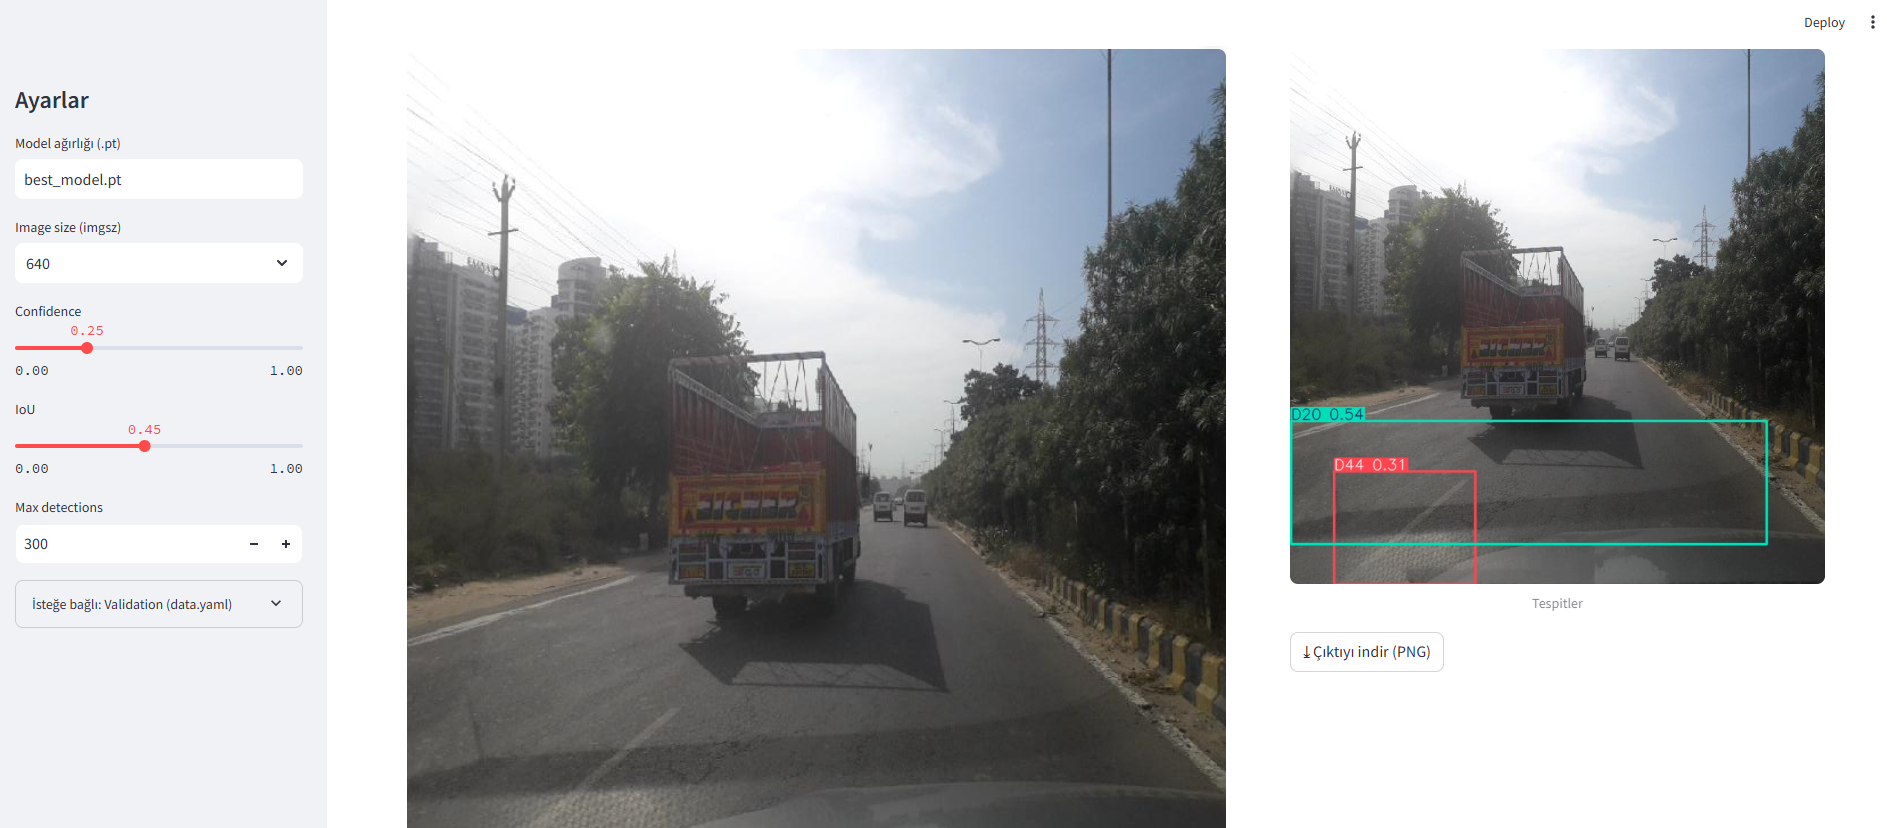 Deploy
Ayarlar
Model ağırlığı (.pt)
best_model.pt
Image size (imgsz)
640
Confidence
0.25
0.00 1.00
IoU
0.45
0.00 1.00
Max detections
300
İsteğe bağlı: Validation (data.yaml)
D20 0.54
D44 0.31
Tespitler
Çıktıyı indir (PNG)